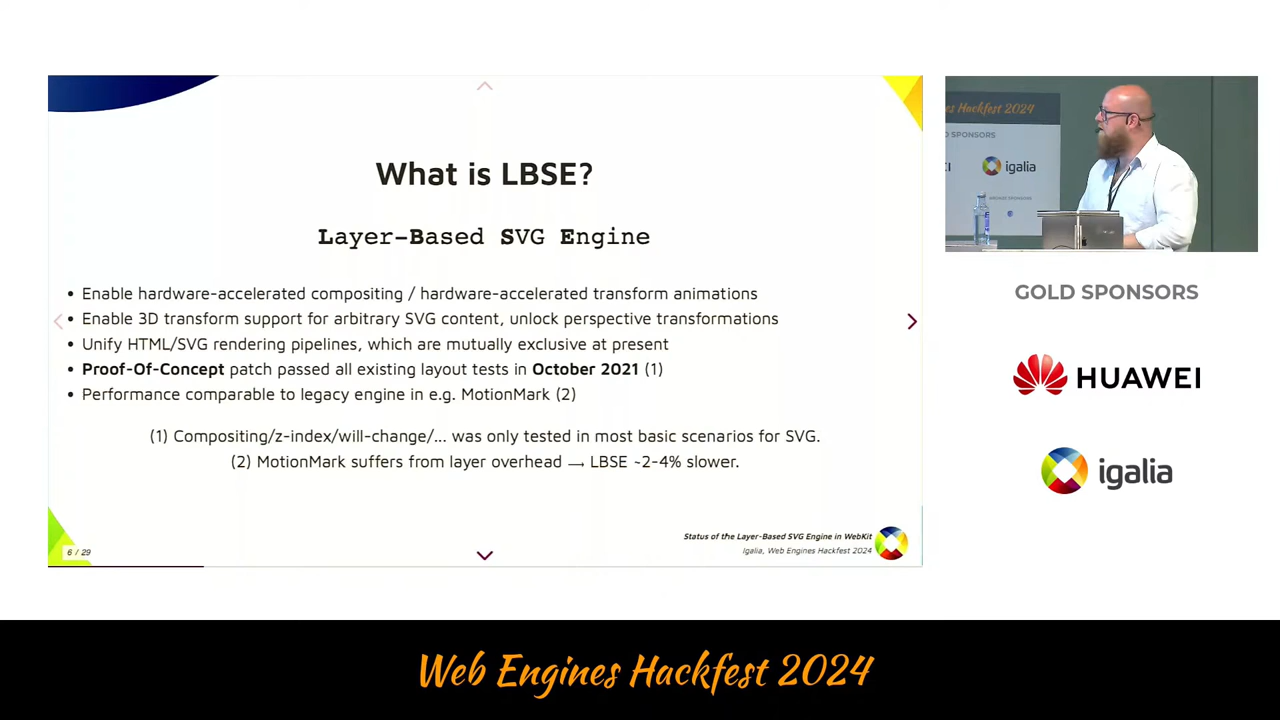 What is LBSE?
Layer-Based SVG Engine
• Enable hardware-accelerated compositing / hardware-accelerated transform animations
• Enable 3D transform support for arbitrary SVG content, unlock perspective transformations
• Unify HTML/SVG rendering pipelines, which are mutually exclusive at present
• Proof-Of-Concept patch passed all existing layout tests in October 2021 (1)
• Performance comparable to legacy engine in e.g. MotionMark (2)
(1) Compositing/z-index/will-change/... was only tested in most basic scenarios for SVG.
(2) MotionMark suffers from layer overhead → LBSE ~2-4% slower.
6 / 29
Status of the Layer-Based SVG Engine in WebKit
Igalia, Web Engines Hackfest 2024
es Hackfest 2024
D SPONSORS
igalia
GOLD SPONSORS
HUAWEI
igalia
Web Engines Hackfest 2024